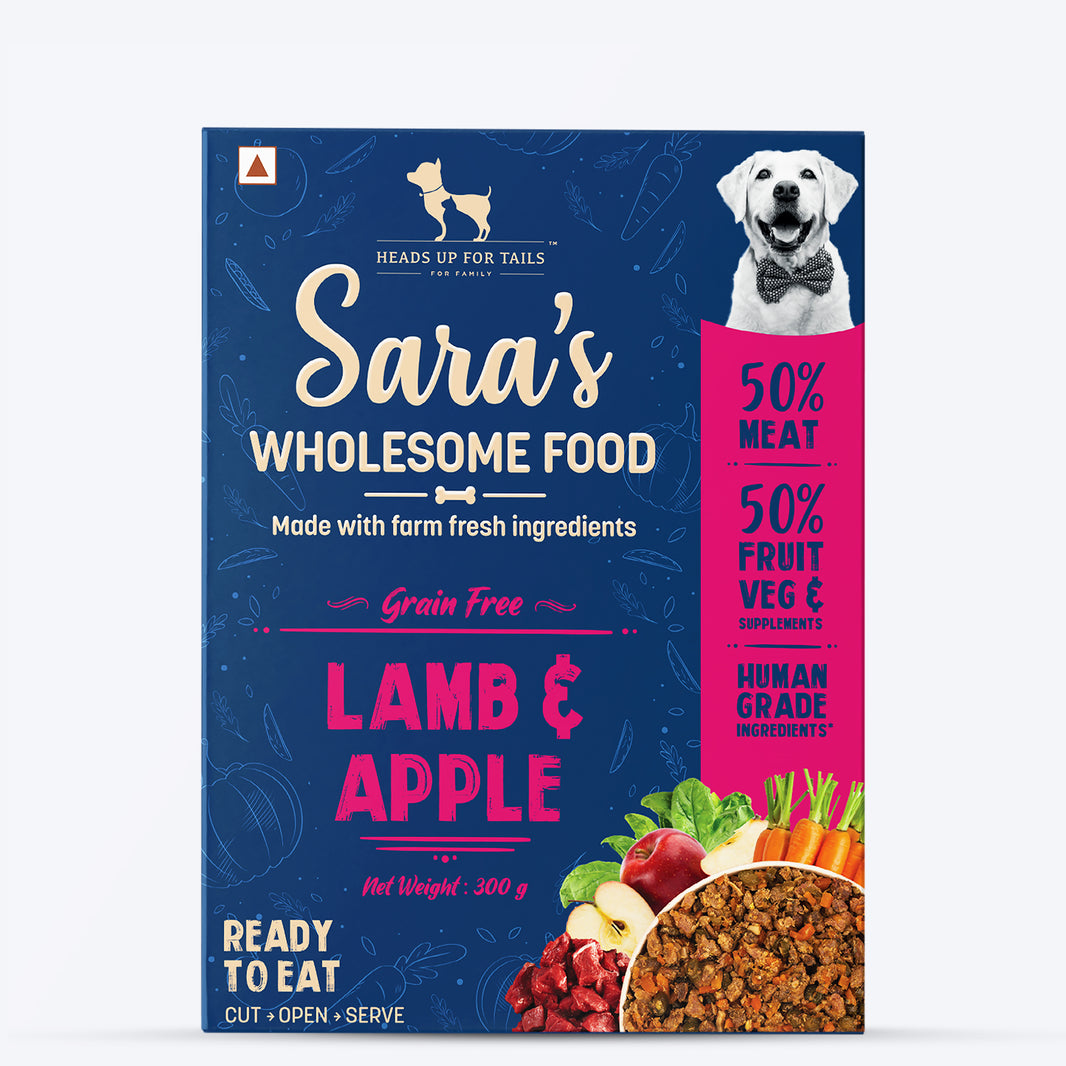 HEADS UP FOR TAILS™
FOR FAMILY
Sara's
WHOLESOME FOOD
Made with farm fresh ingredients
Grain Free
LAMB &
APPLE
Net Weight : 300 g
READY
TO EAT
CUT → OPEN → SERVE
50%
MEAT
50%
FRUIT
VEG &
SUPPLEMENTS
HUMAN
GRADE
INGREDIENTS*